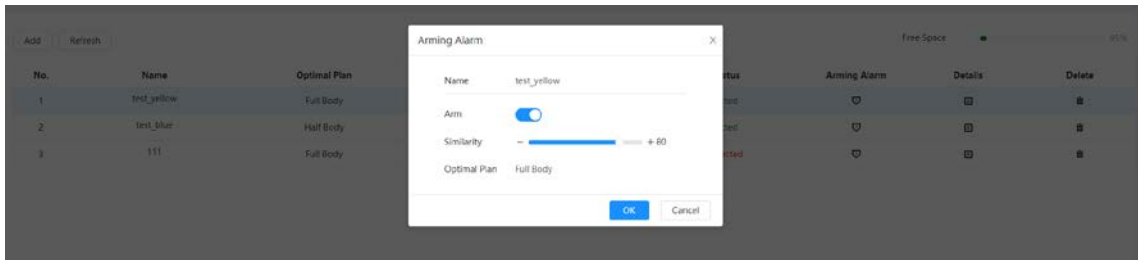 Add Refresh Free Space 95%
Arming Alarm
No. Name Optimal Plan Arming Alarm Details Delete
Name test_yellow
1 test_yellow Full Body
Arm
2 test_blue Half Body
Similarity − + 80
3 111 Full Body
Optimal Plan Full Body
OK Cancel